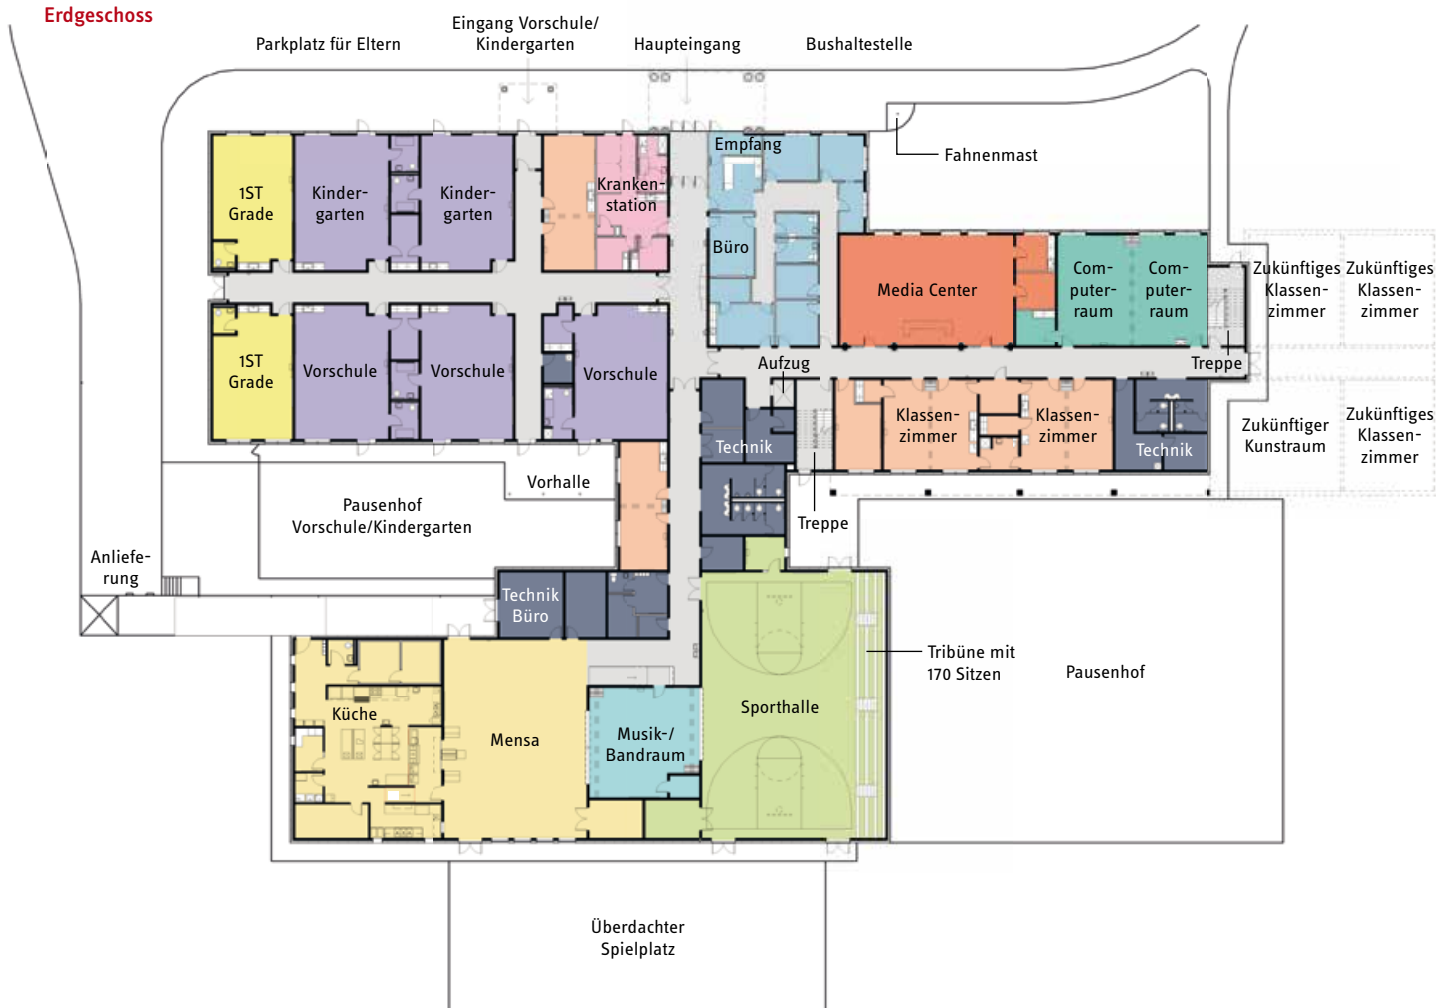 Erdgeschoss
Parkplatz für Eltern
Eingang Vorschule/
Kindergarten
Haupteingang
Bushaltestelle
Fahnenmast
1ST
Grade
Kinder-
garten
Kinder-
garten
Kranken-
station
Empfang
Büro
Media Center
Com-
puter-
raum
Com-
puter-
raum
Zukünftiges
Klassen-
zimmer
Zukünftiges
Klassen-
zimmer
1ST
Grade
Vorschule
Vorschule
Vorschule
Aufzug
Treppe
Klassen-
zimmer
Klassen-
zimmer
Technik
Technik
Zukünftiger
Kunstraum
Zukünftiges
Klassen-
zimmer
Vorhalle
Pausenhof
Vorschule/Kindergarten
Treppe
Anliefe-
rung
Technik
Büro
Tribüne mit
170 Sitzen
Pausenhof
Küche
Mensa
Musik-/
Bandraum
Sporthalle
Überdachter
Spielplatz